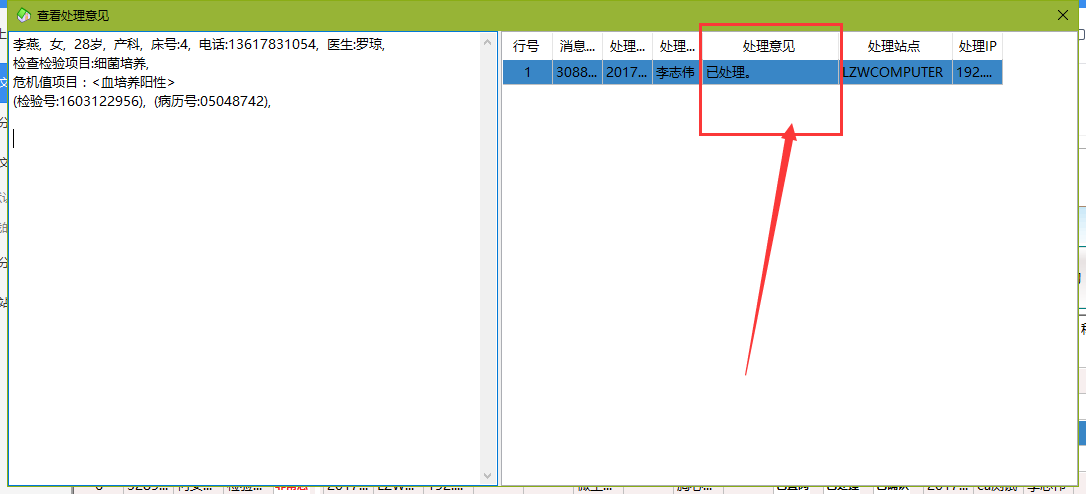 查看处理意见
李燕, 女, 28岁, 产科, 床号:4, 电话:13617831054, 医生:罗琼,
检查检验项目:细菌培养,
危机值项目：<血培养阳性>
(检验号:1603122956), (病历号:05048742),
行号 消息... 处理... 处理... 处理意见 处理站点 处理IP
1 3088... 2017... 李志伟 已处理。 LZWCOMPUTER 192....